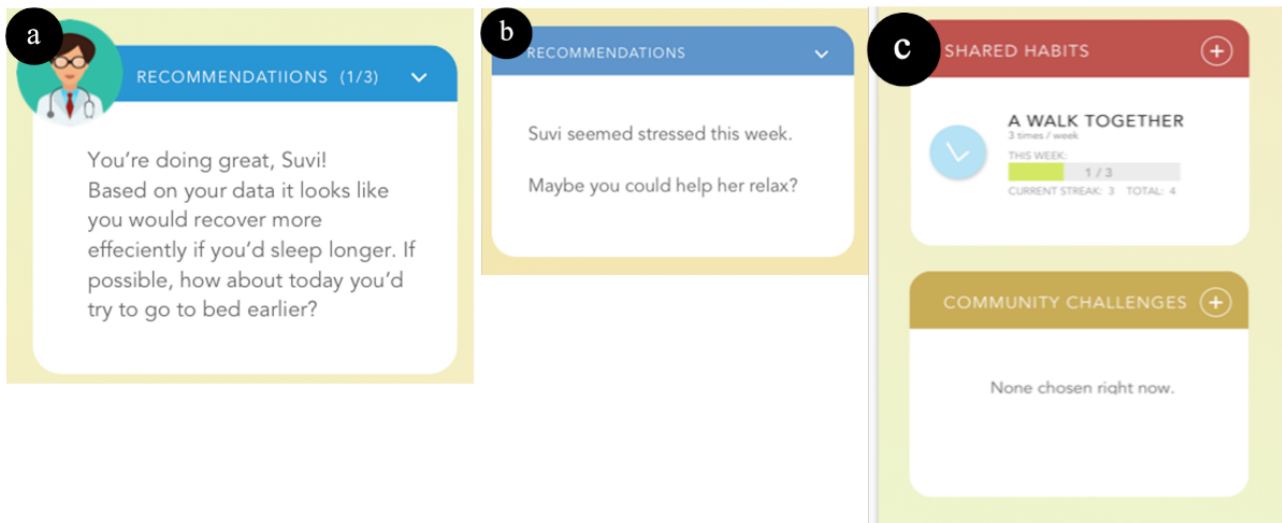 a
RECOMMENDATIIONS (1/3)
You're doing great, Suvi!
Based on your data it looks like
you would recover more
effeciently if you'd sleep longer. If
possible, how about today you'd
try to go to bed earlier?
b
RECOMMENDATIONS
Suvi seemed stressed this week.
Maybe you could help her relax?
c
SHARED HABITS
A WALK TOGETHER
3 times / week
THIS WEEK:
1 / 3
CURRENT STREAK: 3 TOTAL: 4
COMMUNITY CHALLENGES
None chosen right now.